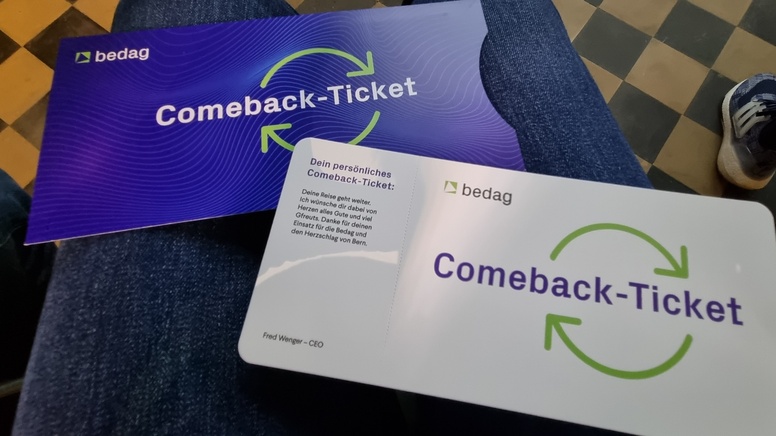 bedag
Comeback-Ticket
Dein persönliches
Comeback-Ticket:
Deine Reise geht weiter.
Ich wünsche dir dabei von
Herzen alles Gute und viel
Gfreuts. Danke für deinen
Einsatz für die Bedag und
den Herzschlag von Bern.
Fred Wenger – CEO
bedag
Comeback-Ticket